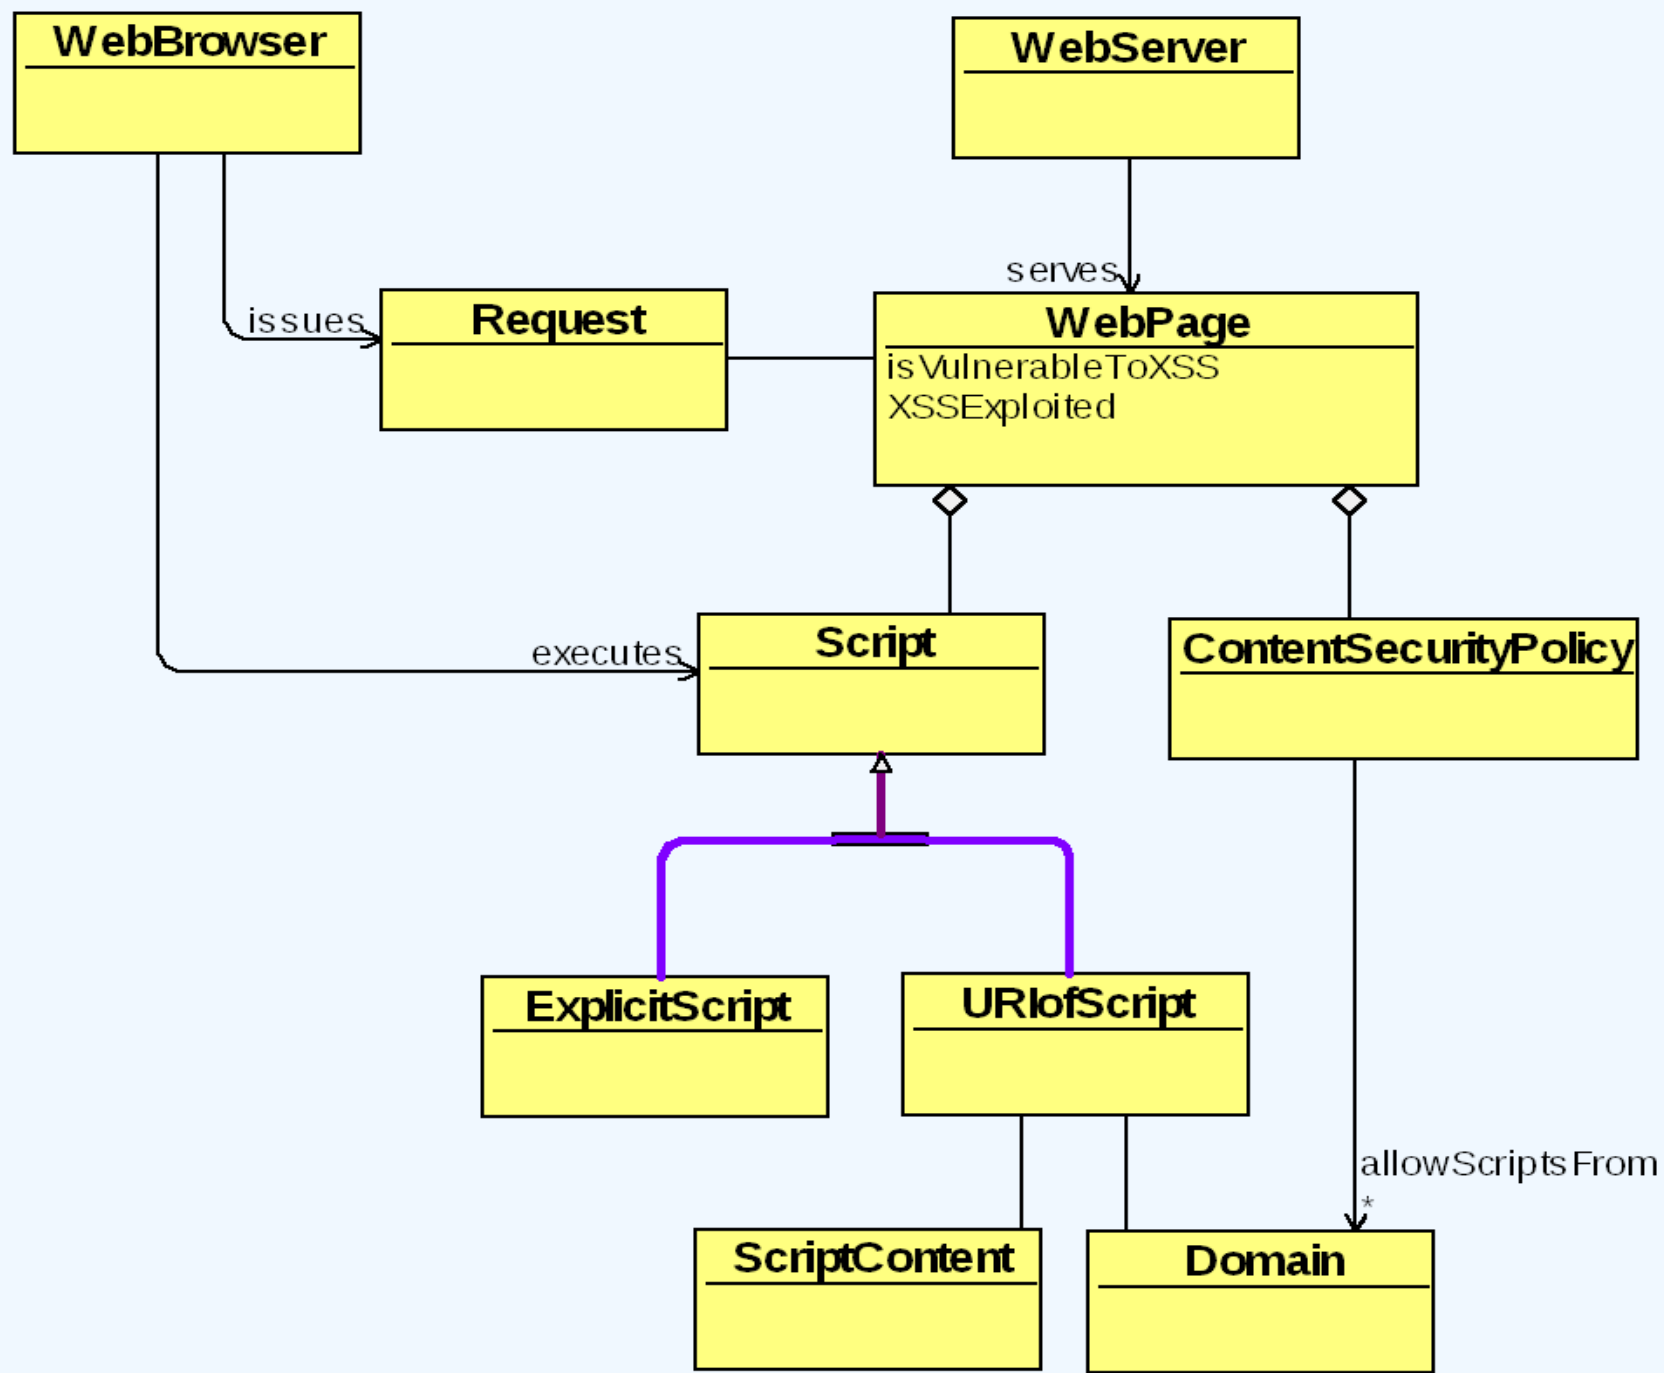 WebBrowser
WebServer
serves
issues
Request
WebPage
isVulnerableToXSS
XSSExploited
executes
Script
ContentSecurityPolicy
ExplicitScript
URIofScript
allowScriptsFrom
*
ScriptContent
Domain